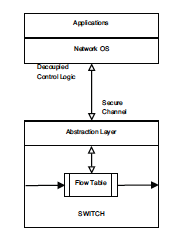 Applications
Network OS
Decoupled
Control Logic
Secure
Channel
Abstraction Layer
Flow Table
SWITCH